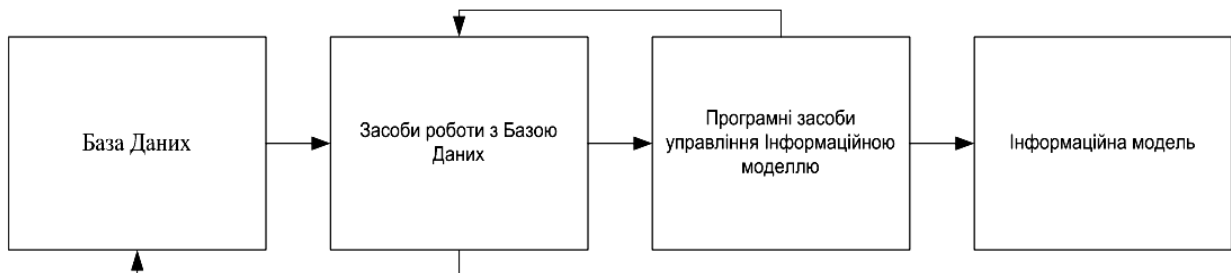 База Даних
Засоби роботи з Базою
Даних
Програмні засоби
управління Інформаційною
моделлю
Інформаційна модель